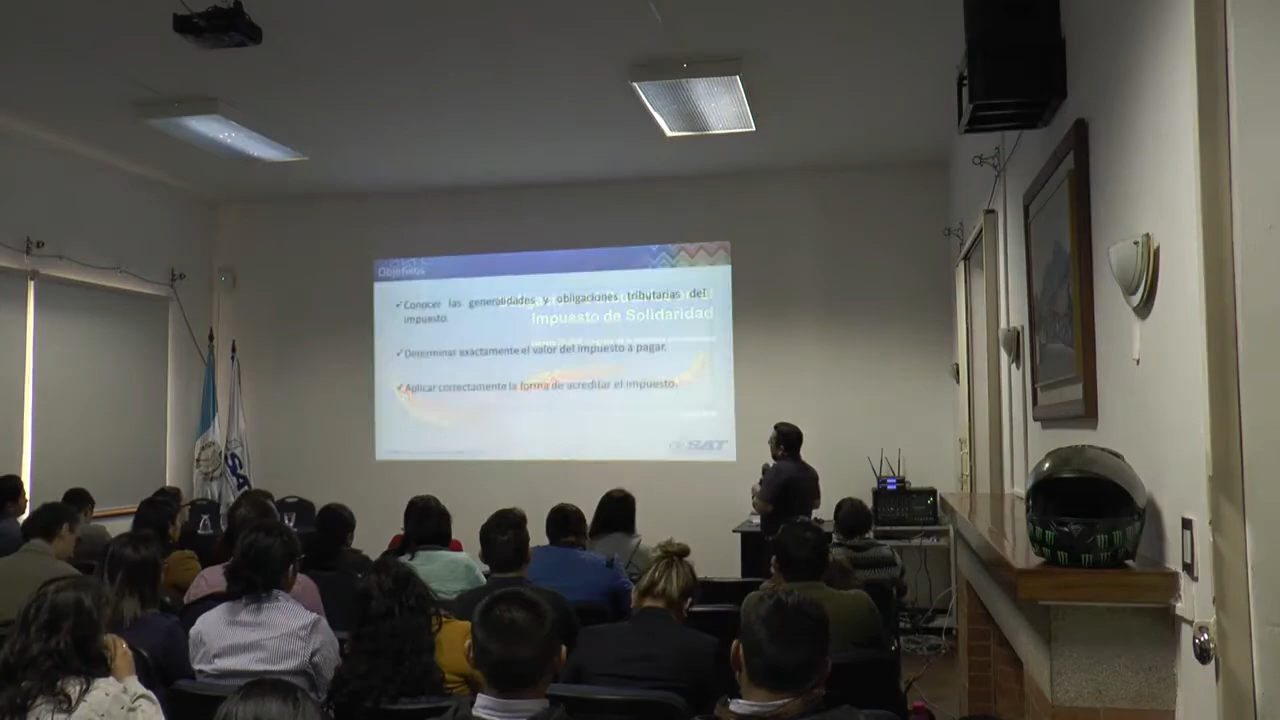 Objetivos
✓Conocer las generalidades y obligaciones tributarias del
impuesto.
Impuesto de Solidaridad
✓Determinar exactamente el valor del impuesto a pagar.
✓Aplicar correctamente la forma de acreditar el impuesto.
SAT